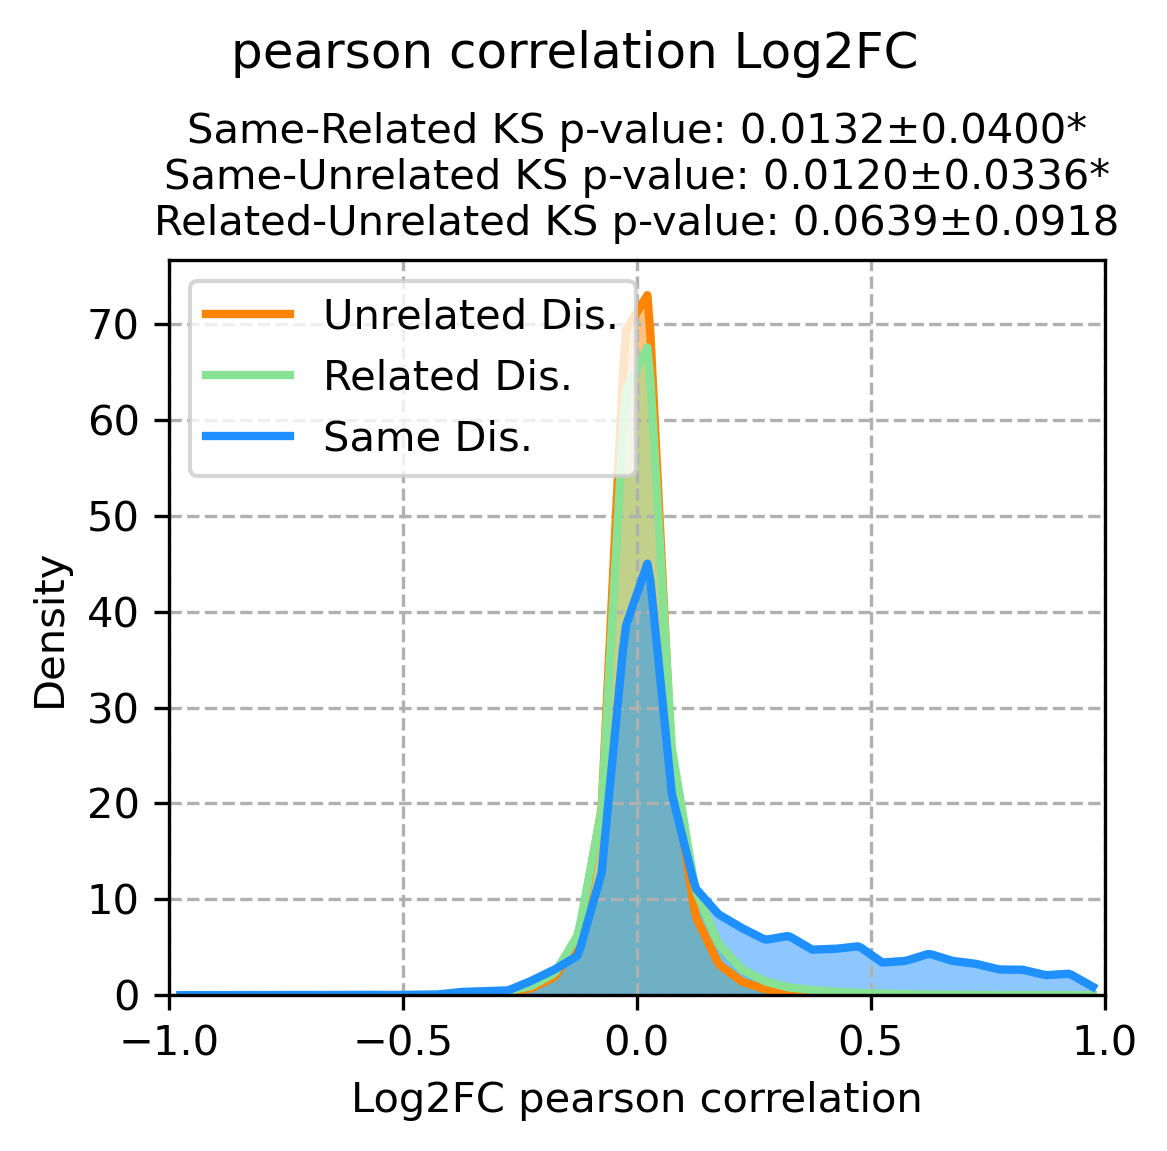 pearson correlation Log2FC
Same-Related KS p-value: 0.0132±0.0400*
Same-Unrelated KS p-value: 0.0120±0.0336*
Related-Unrelated KS p-value: 0.0639±0.0918
Unrelated Dis.
Related Dis.
Same Dis.
Density
70
60
50
40
30
20
10
0
−1.0
−0.5
0.0
0.5
1.0
Log2FC pearson correlation